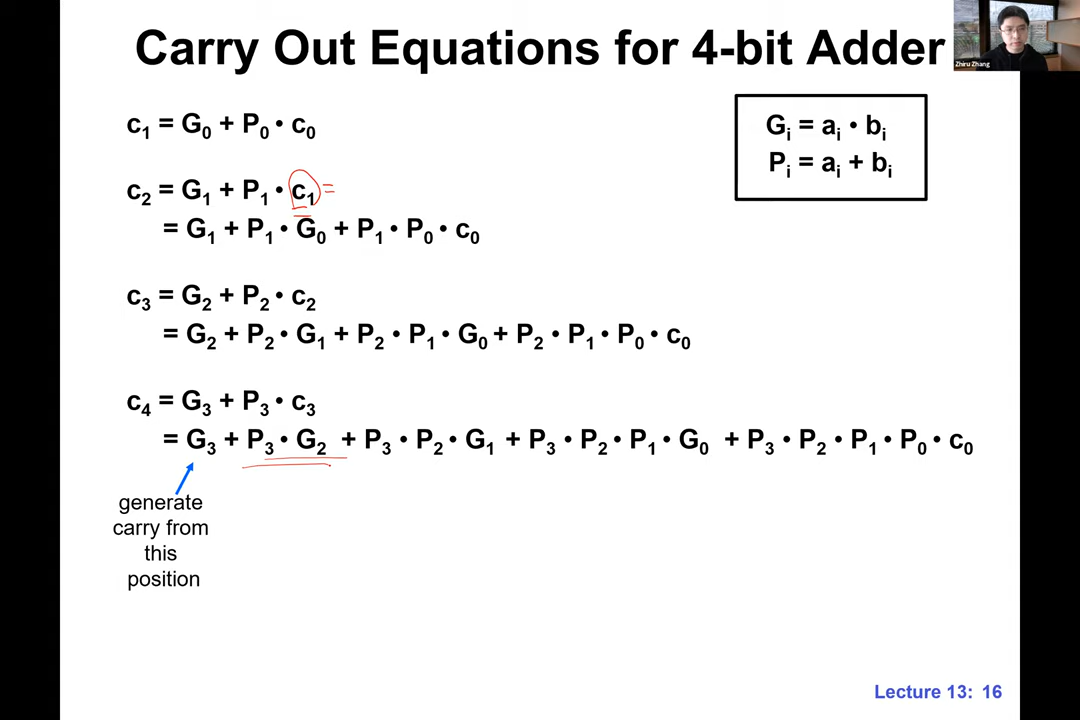 Carry Out Equations for 4-bit Adder
Zhiru Zhang
c₁ = G₀ + P₀ • c₀
Gᵢ = aᵢ • bᵢ
Pᵢ = aᵢ + bᵢ
c₂ = G₁ + P₁ • c₁ =
= G₁ + P₁ • G₀ + P₁ • P₀ • c₀
c₃ = G₂ + P₂ • c₂
= G₂ + P₂ • G₁ + P₂ • P₁ • G₀ + P₂ • P₁ • P₀ • c₀
c₄ = G₃ + P₃ • c₃
= G₃ + P₃ • G₂ + P₃ • P₂ • G₁ + P₃ • P₂ • P₁ • G₀ + P₃ • P₂ • P₁ • P₀ • c₀
generate
carry from
this
position
Lecture 13: 16